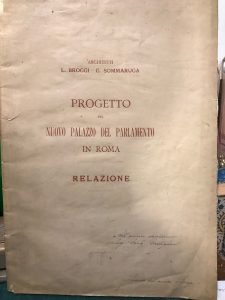 ARCHITETTI
L. BROGGI - G. SOMMARUGA
PROGETTO
DEL
NUOVO PALAZZO DEL PARLAMENTO
IN ROMA
RELAZIONE